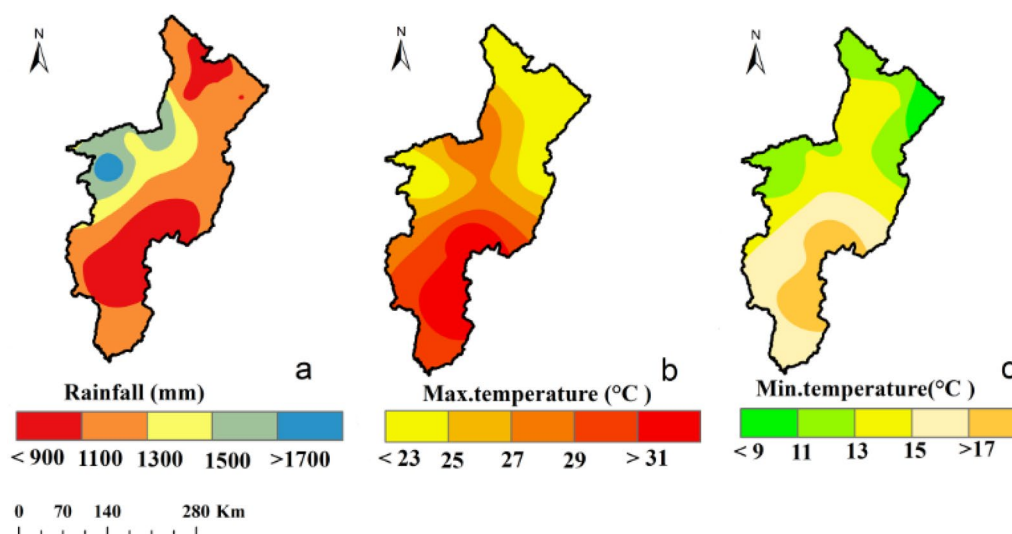 N
N
N
a
b
c
Rainfall (mm)
< 900 1100 1300 1500 >1700
Max.temperature (°C )
< 23 25 27 29 > 31
Min.temperature(°C )
< 9 11 13 15 >17
0 70 140 280 Km